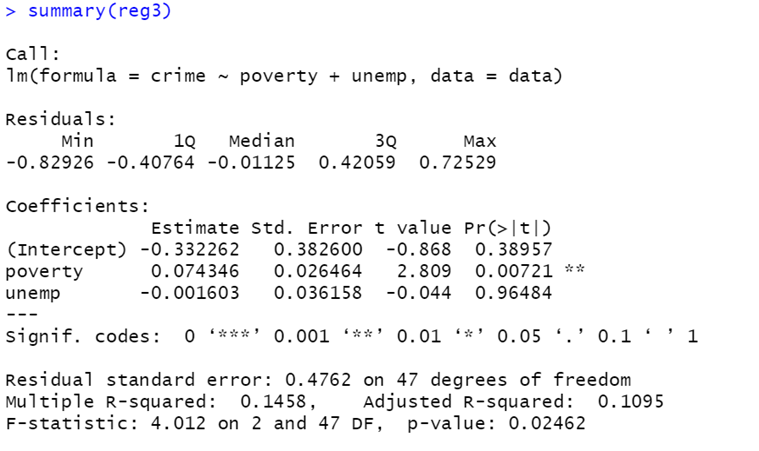 > summary(reg3)
Call:
lm(formula = crime ~ poverty + unemp, data = data)
Residuals:
     Min       1Q   Median       3Q      Max
-0.82926 -0.40764 -0.01125  0.42059  0.72529
Coefficients:
             Estimate Std. Error t value Pr(>|t|)
(Intercept) -0.332262   0.382600  -0.868  0.38957
poverty      0.074346   0.026464   2.809  0.00721 **
unemp       -0.001603   0.036158  -0.044  0.96484
---
Signif. codes:  0 ‘***’ 0.001 ‘**’ 0.01 ‘*’ 0.05 ‘.’ 0.1 ‘ ’ 1
Residual standard error: 0.4762 on 47 degrees of freedom
Multiple R-squared:  0.1458,    Adjusted R-squared:  0.1095
F-statistic: 4.012 on 2 and 47 DF,  p-value: 0.02462